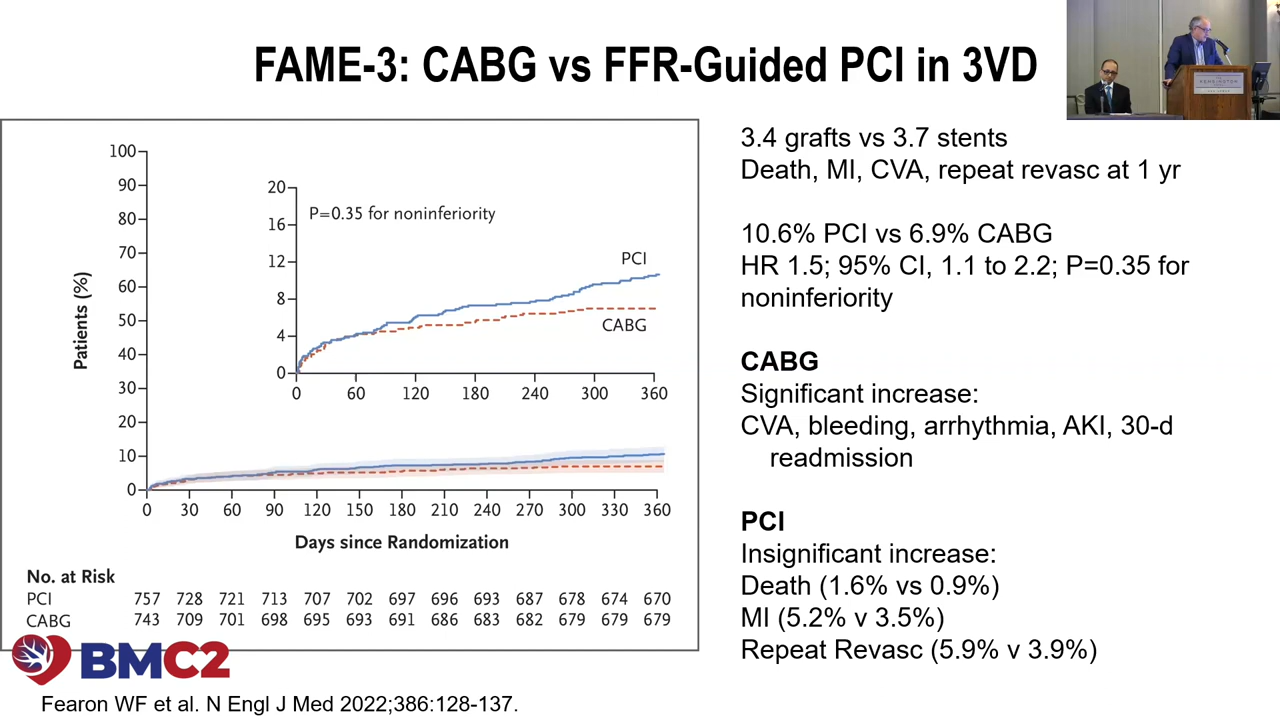 FAME-3: CABG vs FFR-Guided PCI in 3VD
100
90
80
70
60
50
40
30
20
10
0
Patients (%)
20
16
12
8
4
0
P=0.35 for noninferiority
PCI
CABG
0 60 120 180 240 300 360
0 30 60 90 120 150 180 210 240 270 300 330 360
Days since Randomization
No. at Risk
PCI 757 728 721 713 707 702 697 696 693 687 678 674 670
CABG 743 709 701 698 695 693 691 686 683 682 679 679 679
3.4 grafts vs 3.7 stents
Death, MI, CVA, repeat revasc at 1 yr
10.6% PCI vs 6.9% CABG
HR 1.5; 95% CI, 1.1 to 2.2; P=0.35 for
noninferiority
CABG
Significant increase:
CVA, bleeding, arrhythmia, AKI, 30-d
readmission
PCI
Insignificant increase:
Death (1.6% vs 0.9%)
MI (5.2% v 3.5%)
Repeat Revasc (5.9% v 3.9%)
BMC2
Fearon WF et al. N Engl J Med 2022;386:128-137.
KENSINGTON